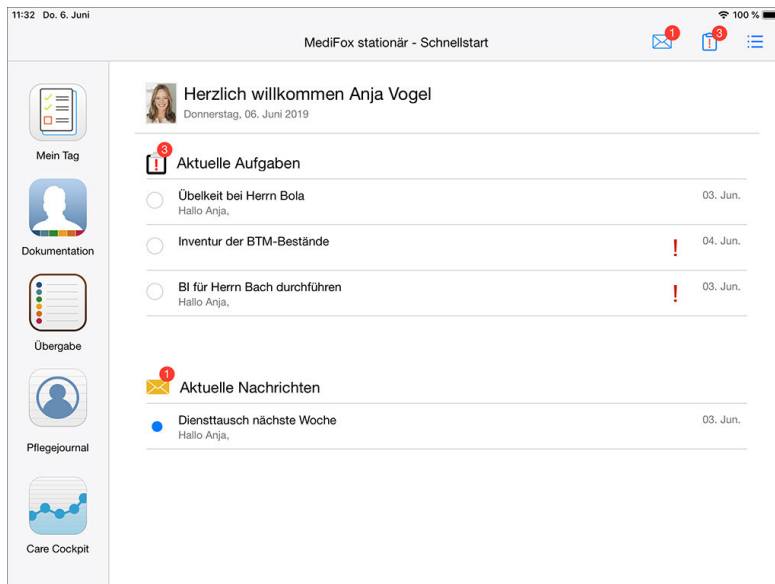 11:32 Do. 6. Juni 100 %
MediFox stationär - Schnellstart
1
3
Mein Tag
Dokumentation
Übergabe
Pflegejournal
Care Cockpit
Herzlich willkommen Anja Vogel
Donnerstag, 06. Juni 2019
3
Aktuelle Aufgaben
Übelkeit bei Herrn Bola 03. Jun.
Hallo Anja,
Inventur der BTM-Bestände ! 04. Jun.
BI für Herrn Bach durchführen ! 03. Jun.
Hallo Anja,
1
Aktuelle Nachrichten
Diensttausch nächste Woche 03. Jun.
Hallo Anja,